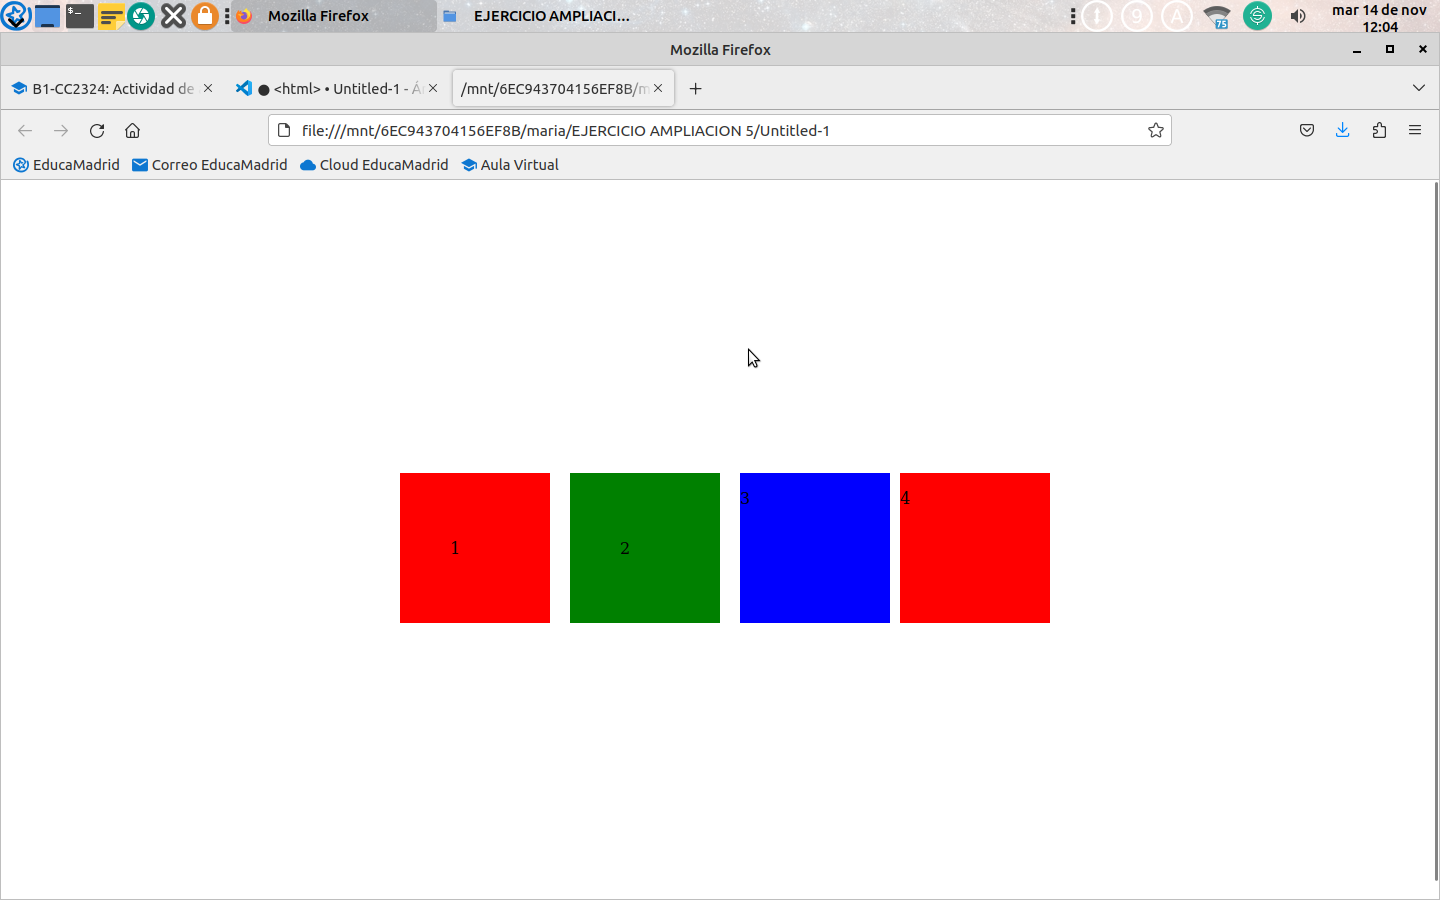 Mozilla Firefox
EJERCICIO AMPLIACI...
9
A
75
mar 14 de nov
12:04
Mozilla Firefox
B1-CC2324: Actividad de
● <html> • Untitled-1 - Á
/mnt/6EC943704156EF8B/m
file:///mnt/6EC943704156EF8B/maria/EJERCICIO AMPLIACION 5/Untitled-1
EducaMadrid
Correo EducaMadrid
Cloud EducaMadrid
Aula Virtual
3
4
1
2